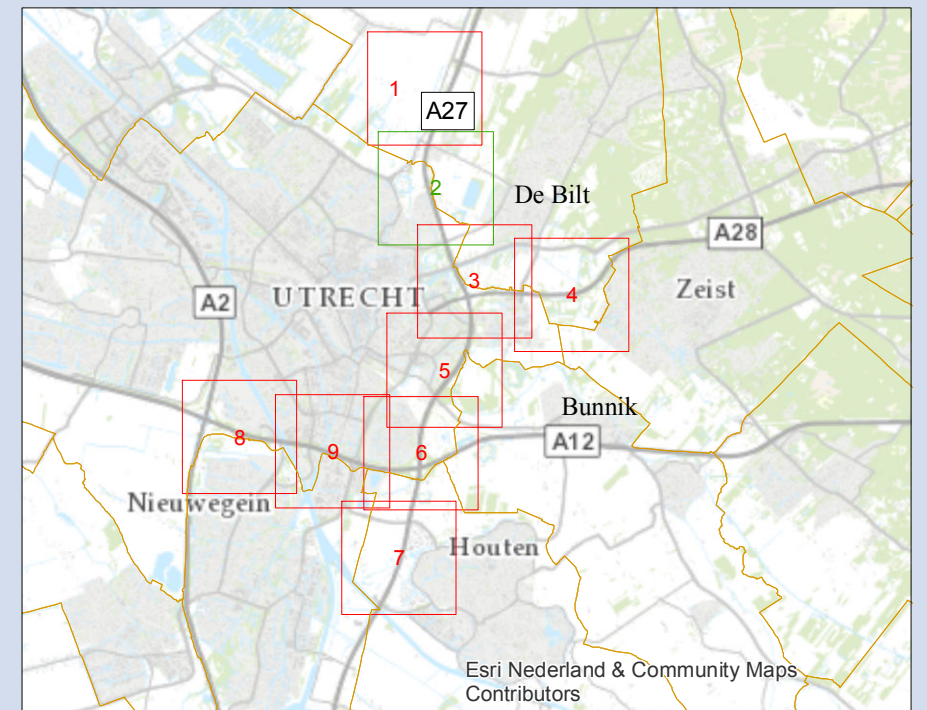 1
A27
2
De Bilt
A28
3
4
Zeist
UTRECHT
A2
5
Bunnik
8
9
6
A12
Nieuwegein
7
Houten
Esri Nederland & Community Maps
Contributors